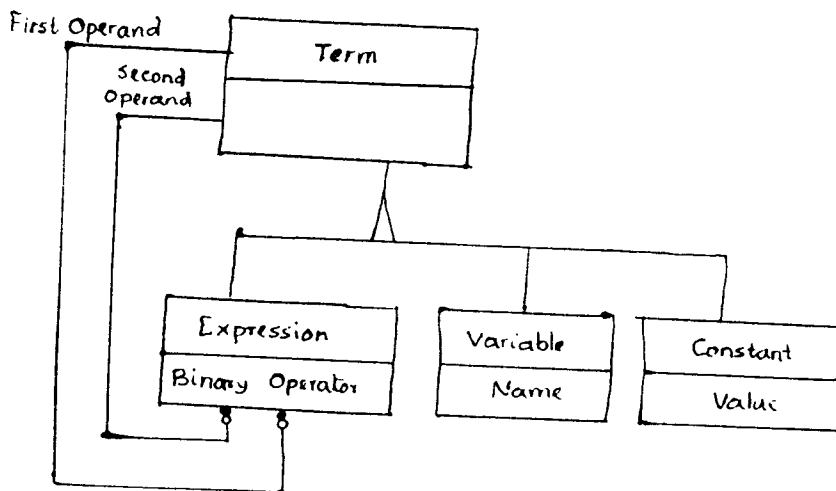 First Operand
Term
Second
Operand
Expression
Variable
Constant
Binary Operator
Name
Value